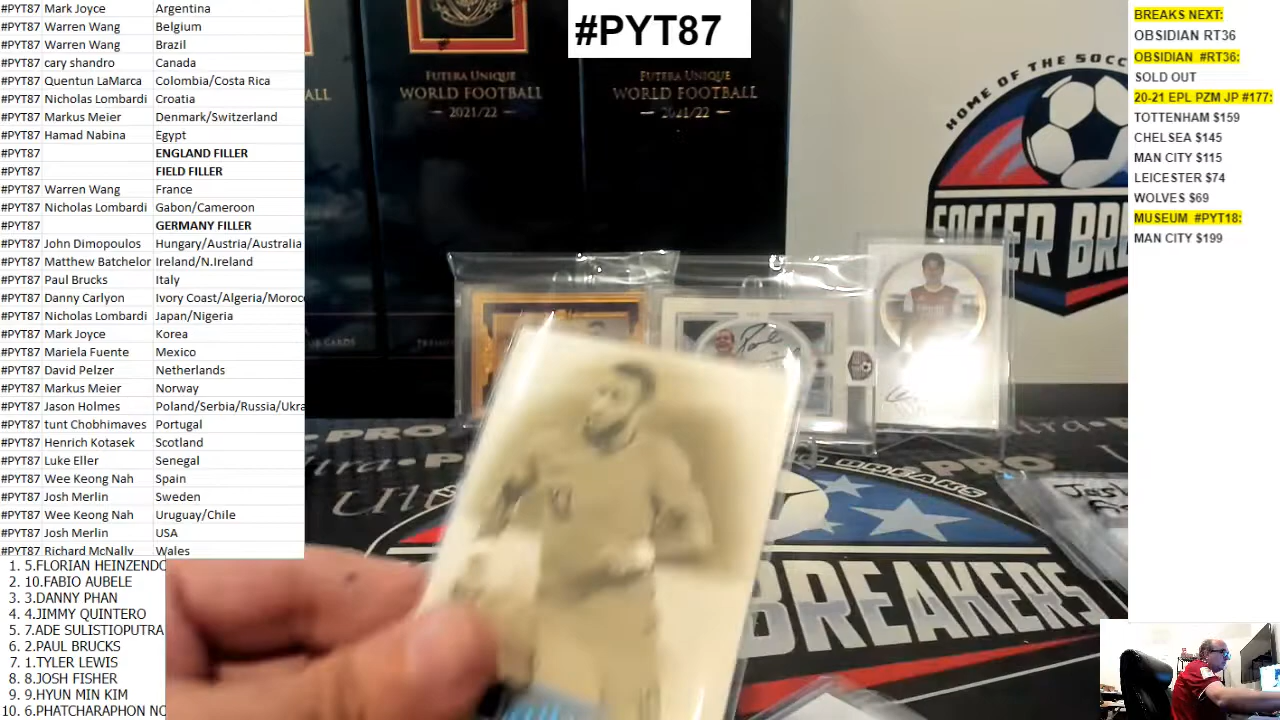 #PYT87 Mark Joyce Argentina
#PYT87 Warren Wang Belgium
#PYT87 Warren Wang Brazil
#PYT87 cary shandro Canada
#PYT87 Quentun LaMarca Colombia/Costa Rica
#PYT87 Nicholas Lombardi Croatia
#PYT87 Markus Meier Denmark/Switzerland
#PYT87 Hamad Nabina Egypt
#PYT87 ENGLAND FILLER
#PYT87 FIELD FILLER
#PYT87 Warren Wang France
#PYT87 Nicholas Lombardi Gabon/Cameroon
#PYT87 GERMANY FILLER
#PYT87 John Dimopoulos Hungary/Austria/Australia
#PYT87 Matthew Batchelor Ireland/N.Ireland
#PYT87 Paul Brucks Italy
#PYT87 Danny Carlyon Ivory Coast/Algeria/Moroc
#PYT87 Nicholas Lombardi Japan/Nigeria
#PYT87 Mark Joyce Korea
#PYT87 Mariela Fuente Mexico
#PYT87 David Pelzer Netherlands
#PYT87 Markus Meier Norway
#PYT87 Jason Holmes Poland/Serbia/Russia/Ukra
#PYT87 tunt Chobhimaves Portugal
#PYT87 Henrich Kotasek Scotland
#PYT87 Luke Eller Senegal
#PYT87 Wee Keong Nah Spain
#PYT87 Josh Merlin Sweden
#PYT87 Wee Keong Nah Uruguay/Chile
#PYT87 Josh Merlin USA
#PYT87 Richard McNally Wales
1. 5.FLORIAN HEINZENDO
2. 10.FABIO AUBELE
3. 3.DANNY PHAN
4. 4.JIMMY QUINTERO
5. 7.ADE SULISTIOPUTRA
6. 2.PAUL BRUCKS
7. 1.TYLER LEWIS
8. 8.JOSH FISHER
9. 9.HYUN MIN KIM
10. 6.PHATCHARAPHON NO
#PYT87
FUTERA UNIQUE
WORLD FOOTBALL
2021/22
FUTERA UNIQUE
WORLD FOOTBALL
2021/22
HOME OF THE SOCC
SOCCER BRE
BREAKS
BREAKERS
BREAKS NEXT:
OBSIDIAN RT36
OBSIDIAN #RT36:
SOLD OUT
20-21 EPL PZM JP #177:
TOTTENHAM $159
CHELSEA $145
MAN CITY $115
LEICESTER $74
WOLVES $69
MUSEUM #PYT18:
MAN CITY $199